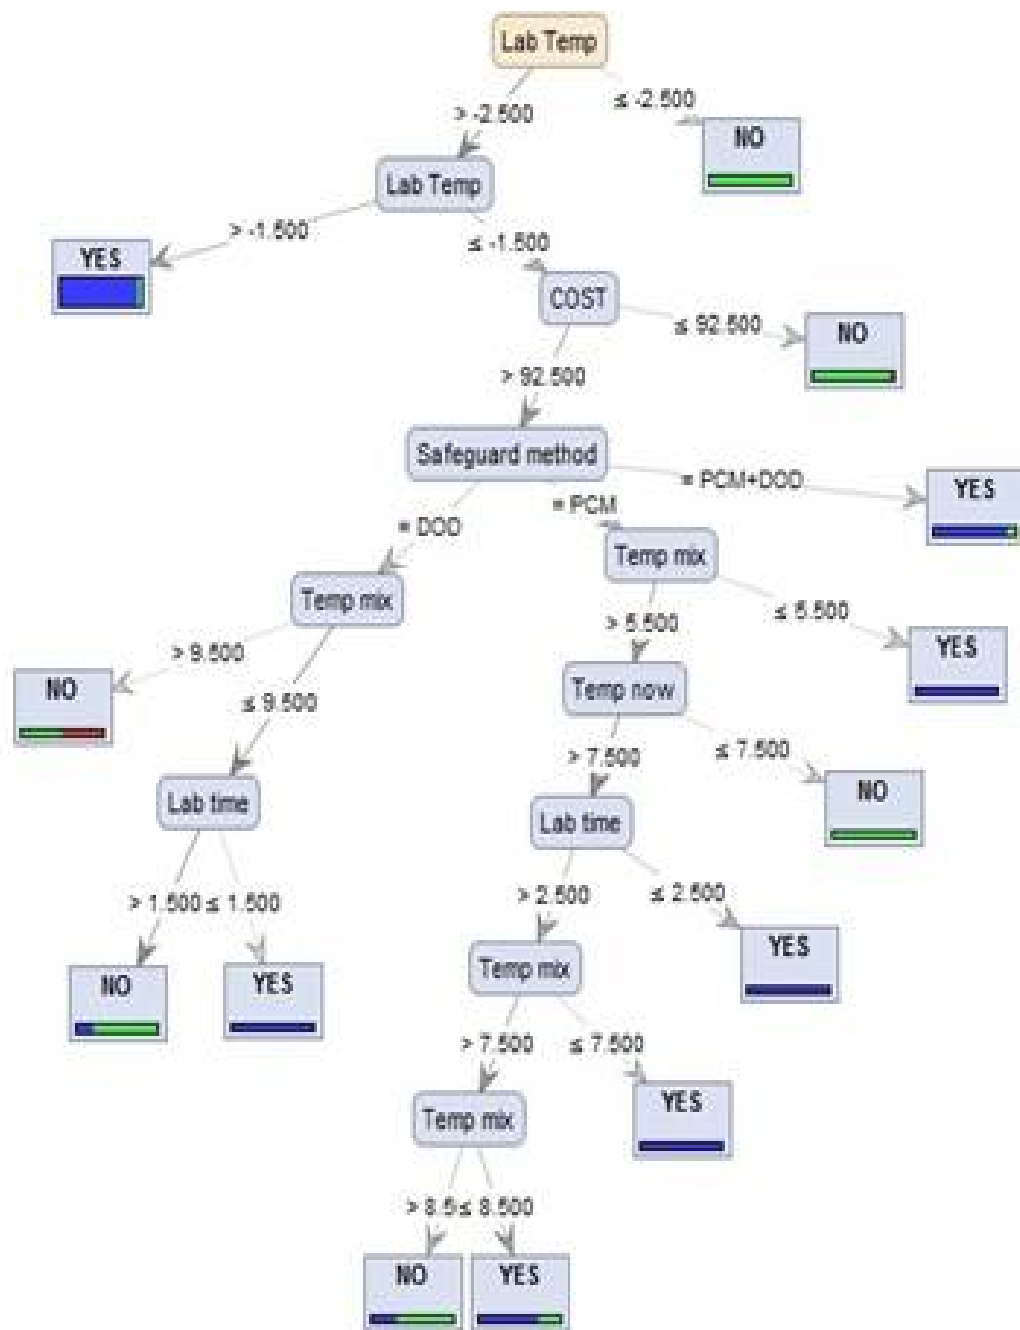 Lab Temp
> -2.500
≤ -2.500
NO
Lab Temp
> -1.500
≤ -1.500
YES
COST
≤ 92.500
NO
> 92.500
Safeguard method
= PCM+DOD
YES
= PCM
= DOD
Temp mix
Temp mix
> 5.500
≤ 5.500
YES
> 9.500
≤ 9.500
NO
Temp now
> 7.500
≤ 7.500
NO
Lab time
Lab time
> 1.500
≤ 1.500
> 2.500
≤ 2.500
YES
NO
YES
Temp mix
> 7.500
≤ 7.500
YES
Temp mix
> 8.5
≤ 8.500
NO
YES